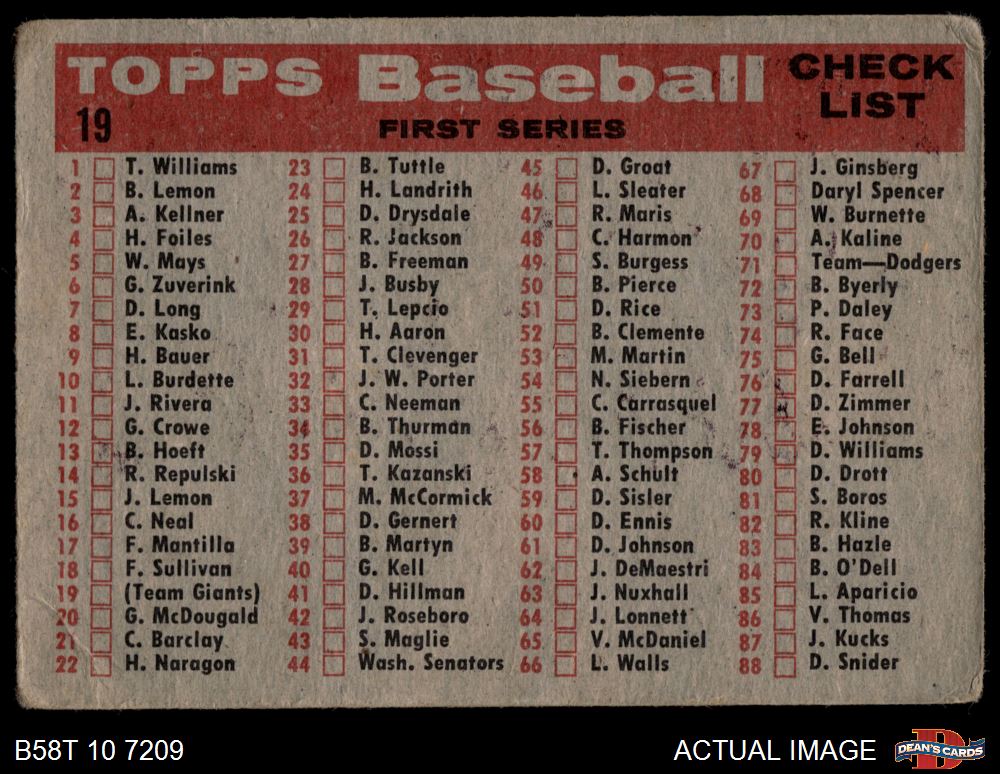 TOPPS Baseball CHECK LIST
19
FIRST SERIES
1 T. Williams
2 B. Lemon
3 A. Kellner
4 H. Foiles
5 W. Mays
6 G. Zuverink
7 D. Long
8 E. Kasko
9 H. Bauer
10 L. Burdette
11 J. Rivera
12 G. Crowe
13 B. Hoeft
14 R. Repulski
15 J. Lemon
16 C. Neal
17 F. Mantilla
18 F. Sullivan
19 (Team Giants)
20 G. McDougald
21 C. Barclay
22 H. Naragon
23 B. Tuttle
24 H. Landrith
25 D. Drysdale
26 R. Jackson
27 B. Freeman
28 J. Busby
29 T. Lepcio
30 H. Aaron
31 T. Clevenger
32 J. W. Porter
33 C. Neeman
34 B. Thurman
35 D. Mossi
36 T. Kazanski
37 M. McCormick
38 D. Gernert
39 B. Martyn
40 G. Kell
41 D. Hillman
42 J. Roseboro
43 S. Maglie
44 Wash. Senators
45 D. Groat
46 L. Sleater
47 R. Maris
48 C. Harmon
49 S. Burgess
50 B. Pierce
51 D. Rice
52 B. Clemente
53 M. Martin
54 N. Siebern
55 C. Carrasquel
56 B. Fischer
57 T. Thompson
58 A. Schult
59 D. Sisler
60 D. Ennis
61 D. Johnson
62 J. DeMaestri
63 J. Nuxhall
64 J. Lonnett
65 V. McDaniel
66 L. Walls
67 J. Ginsberg
68 Daryl Spencer
69 W. Burnette
70 A. Kaline
71 Team—Dodgers
72 B. Byerly
73 P. Daley
74 R. Face
75 G. Bell
76 D. Farrell
77 D. Zimmer
78 E. Johnson
79 D. Williams
80 D. Drott
81 S. Boros
82 R. Kline
83 B. Hazle
84 B. O'Dell
85 L. Aparicio
86 V. Thomas
87 J. Kucks
88 D. Snider
B58T 10 7209
ACTUAL IMAGE
DEAN'S CARDS